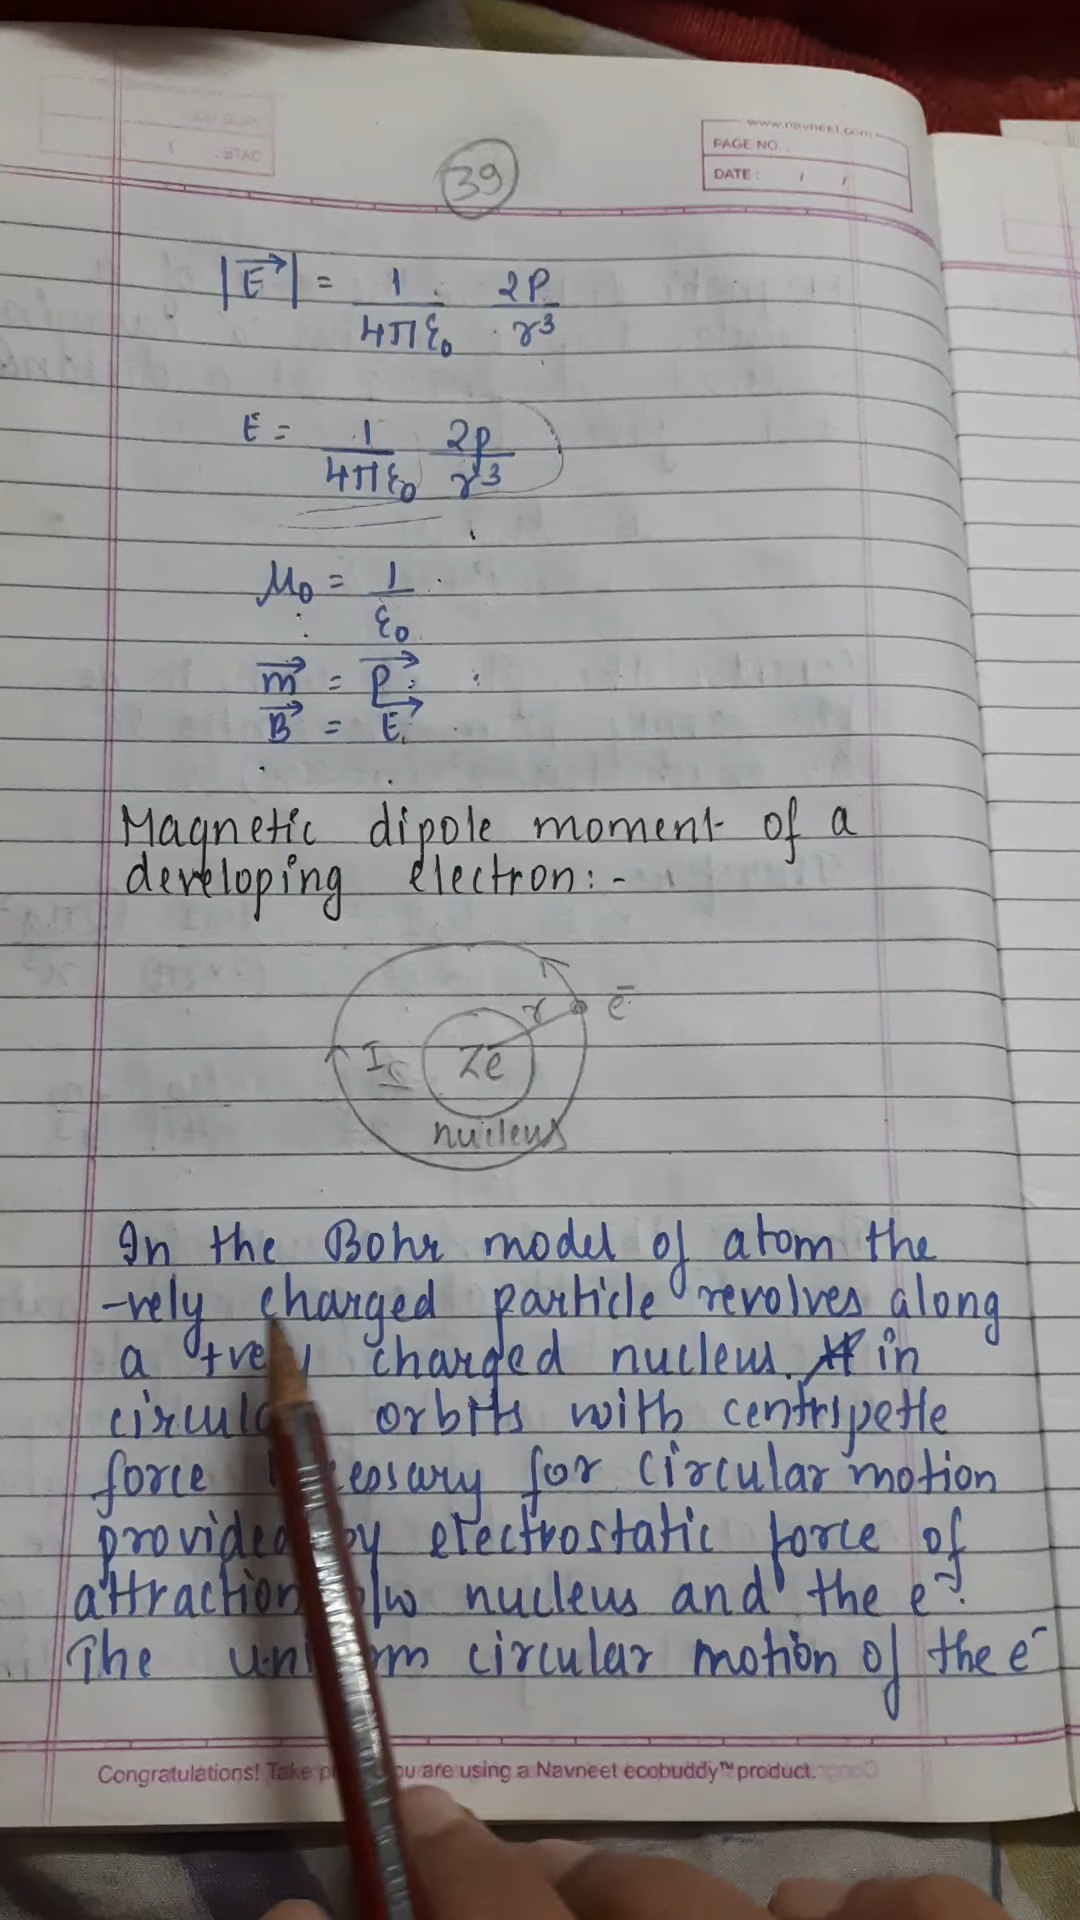 39
www.navneet.com
PAGE NO. :
DATE : / /
|E→| = 1/4πε₀ 2P/r³
E = 1/4πε₀ 2p/r³
μ₀ = 1/ε₀
m→ = P→
B→ = E→
Magnetic dipole moment of a
developing electron:-
r e⁻
I Ze
nucleus
In the Bohr model of atom the
-vely charged particle revolves along
a +vely charged nucleus. in
orbits with centripetle
force for circular motion
provided by electrostatic force of
attraction b/w nucleus and the e⁻.
The circular motion of the e⁻
Congratulations! Take you are using a Navneet ecobuddy™ product.